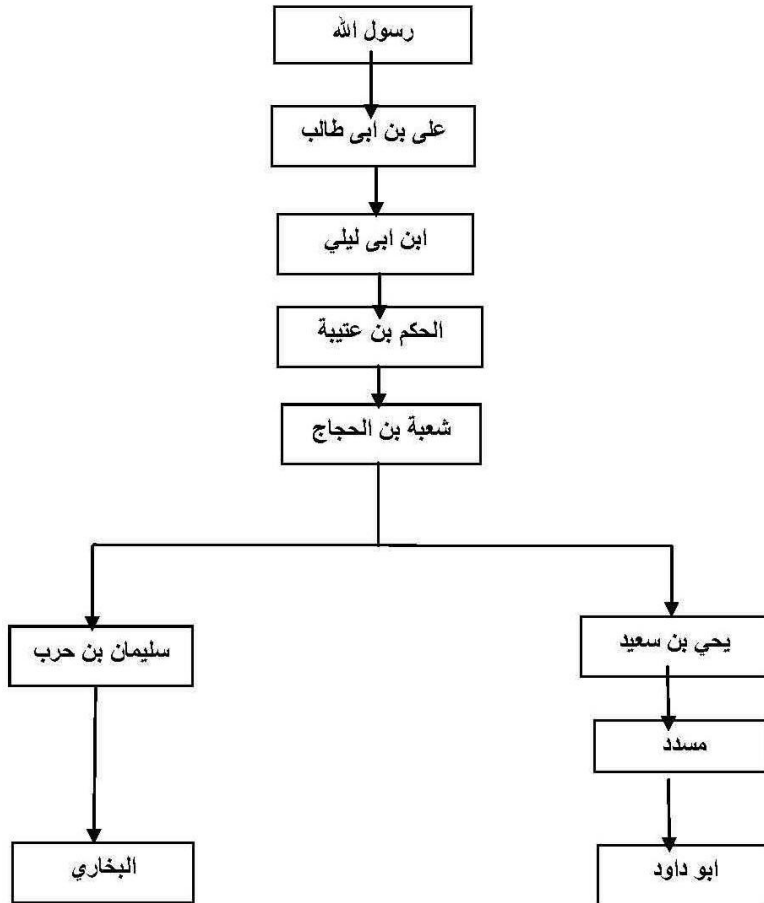 رسول الله
على بن ابى طالب
ابن ابى ليلي
الحكم بن عتيبة
شعبة بن الحجاج
يحي بن سعيد
سليمان بن حرب
مسدد
ابو داود
البخاري